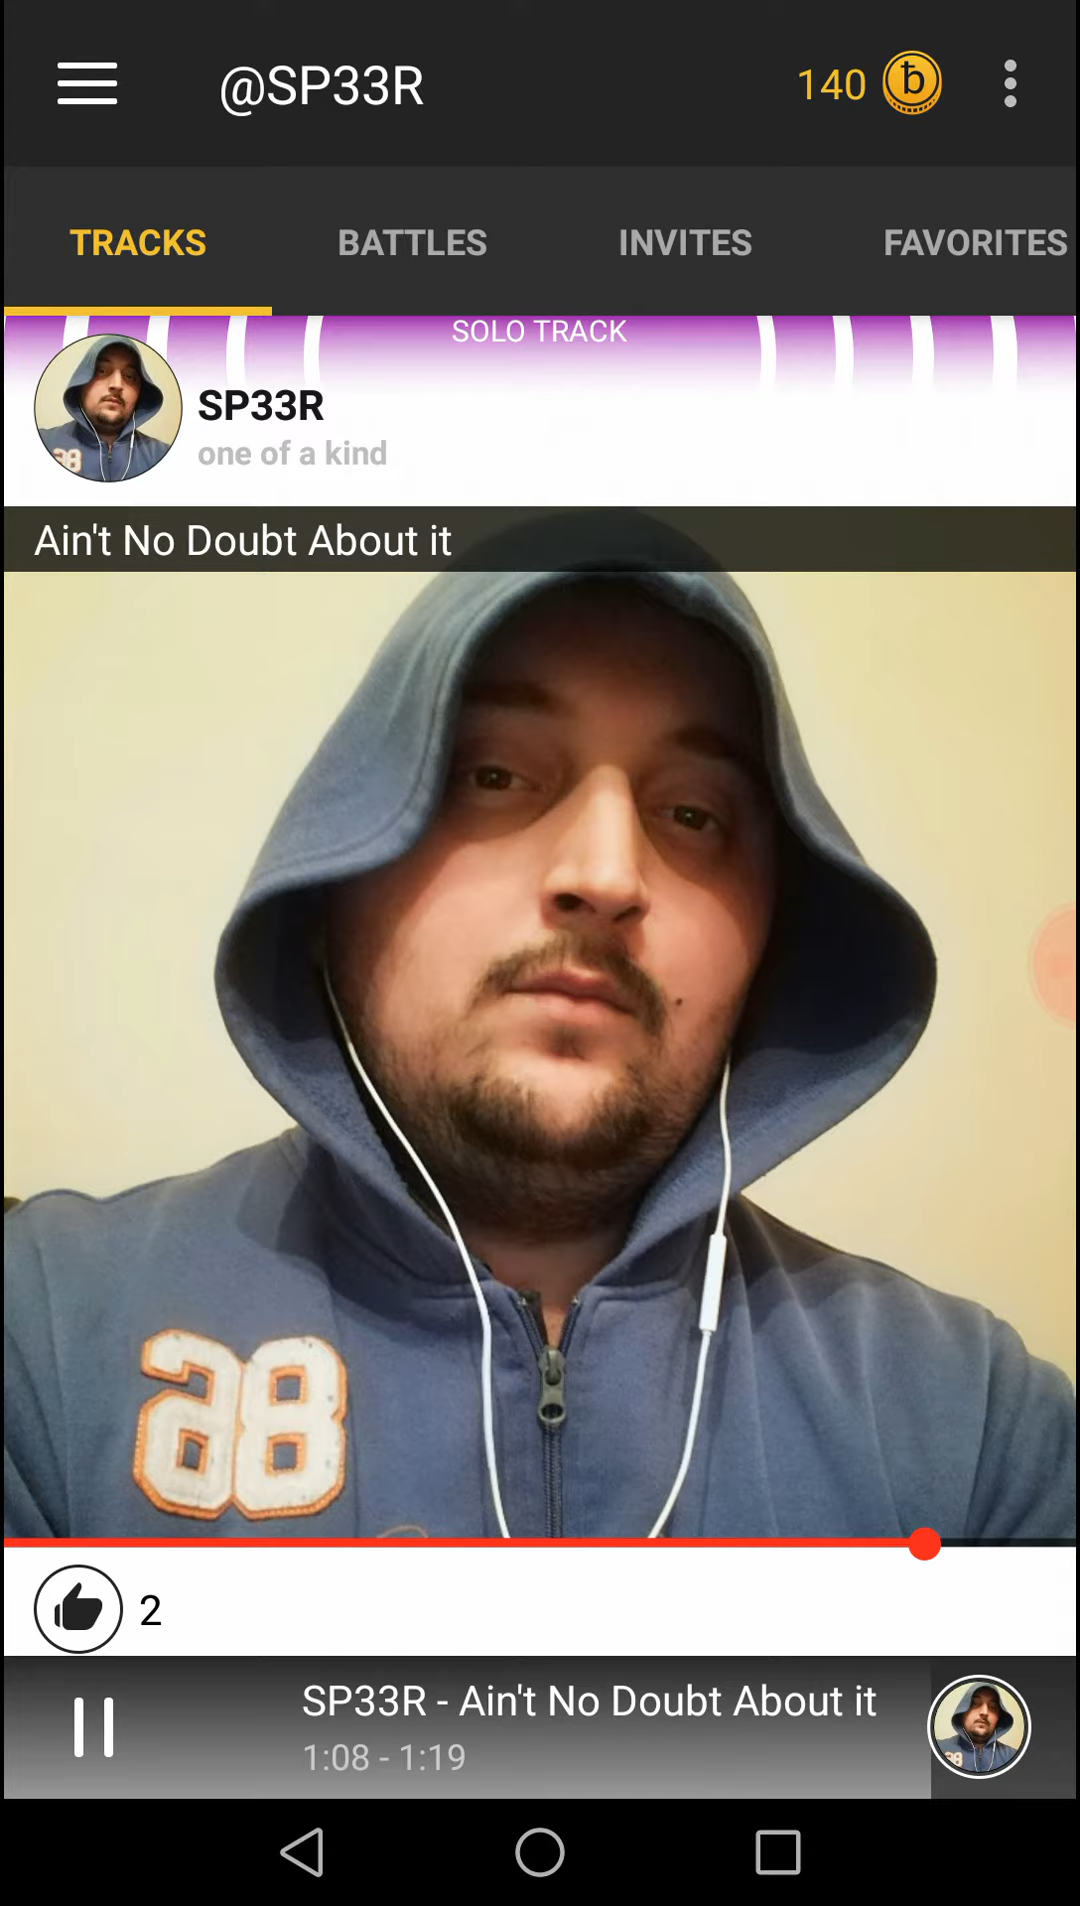 @SP33R
140
TRACKS
BATTLES
INVITES
FAVORITES
SOLO TRACK
SP33R
one of a kind
Ain't No Doubt About it
2
SP33R - Ain't No Doubt About it
1:08 - 1:19